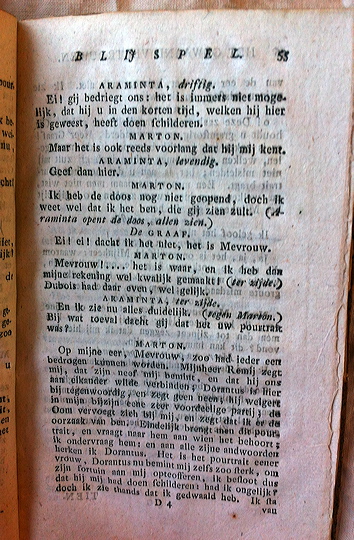 BLIJSPEL. 55
ARAMINTA, driftig.
Ei! gij bedriegt ons: het is immers niet moge-
lijk, dat hij u in den korten tijd, welken hij hier
is geweest, heeft doen schilderen.
MARTON.
Maar het is ook reeds voorlang dat hij mij kent.
ARAMINTA, levendig.
Geef dan hier.
MARTON.
Ik heb de doos nog niet geopend, doch ik
weet wel dat ik het ben, die gij zien zult. (A-
raminta opent de doos, allen zien.)
DE GRAAF.
Ei! ei! dacht ik het niet, het is Mevrouw.
MARTON.
Mevrouw!.... het is waar, en ik heb dan
mijne rekening wel kwalijk gemaakt! (ter zijde.)
Dubois had daar even, wel gelijk.
ARAMINTA, ter zijde.
En ik zie nu alles duidelijk. (tegen Marton.)
Bij wat toeval dacht gij dat het uw pourtrait
was?
MARTON.
Op mijne eer, Mevrouw, zoo had ieder een
bedrogen kunnen worden. Mijnheer Remij zegt
mij, dat zijn neef mij bemint, en dat hij ons
aan elkander wilde verbinden; Dorantus is hier
bij tegenwoordig, en zegt geen neen; hij weigert
in mijn bijzijn eene zeer voordeelige partij; de
Oom vervoegt zich bij mij, en zegt dat ik er de
oorzaak van ben. Eindelijk brengt men dit pour-
trait, en vraagt naar hem aan wien het behoort;
ik ondervraag hem; en aan alle zijne andwoorden
herken ik Dorantus. Het is het pourtrait eener
vrouw, Dorantus nu bemint mij zelfs zoo sterk, om
zijn fortuin aan mij opteofferen, ik besloot dus
dat hij mij had doen schilderen: had ik ongelijk?
doch ik zie thands dat ik gedwaald heb. Ik sta
D 4 van